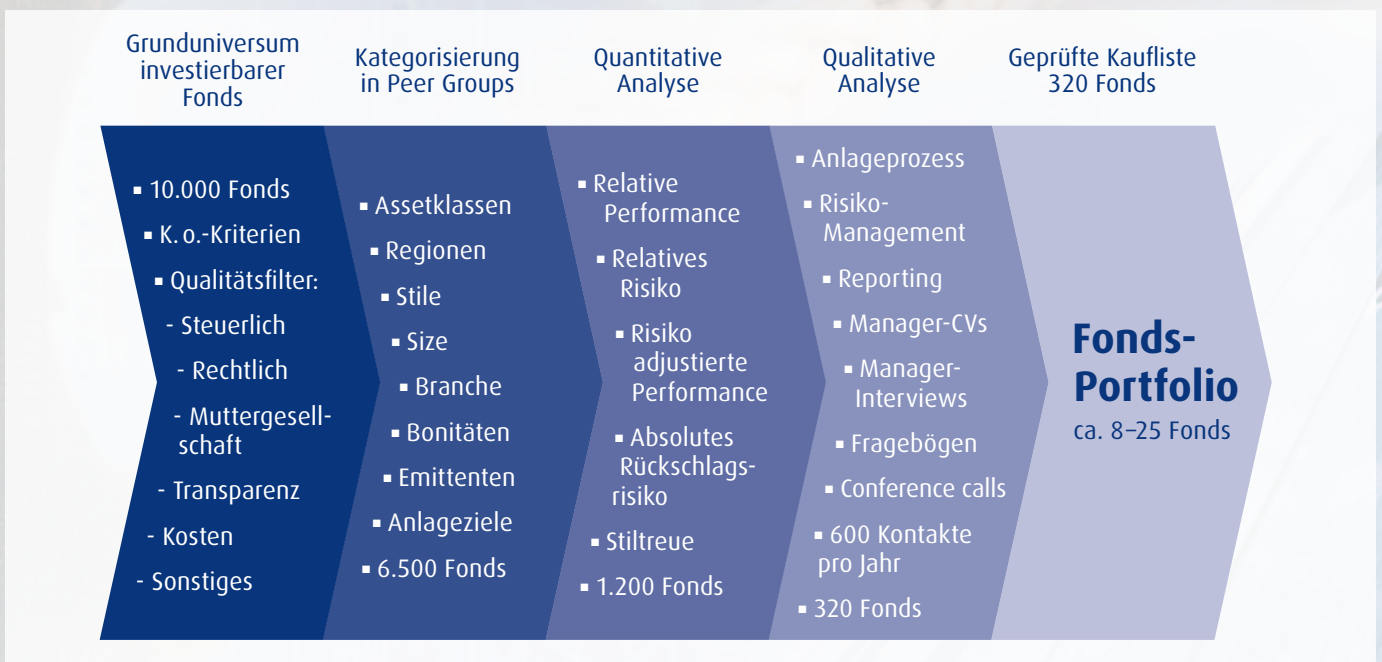 Grunduniversum
investierbarer
Fonds
Kategorisierung
in Peer Groups
Quantitative
Analyse
Qualitative
Analyse
Geprüfte Kaufliste
320 Fonds
▪ 10.000 Fonds
▪ K. o.-Kriterien
▪ Qualitätsfilter:
- Steuerlich
- Rechtlich
- Muttergesell-
schaft
- Transparenz
- Kosten
- Sonstiges
▪ Assetklassen
▪ Regionen
▪ Stile
▪ Size
▪ Branche
▪ Bonitäten
▪ Emittenten
▪ Anlageziele
▪ 6.500 Fonds
▪ Relative
Performance
▪ Relatives
Risiko
▪ Risiko
adjustierte
Performance
▪ Absolutes
Rückschlags-
risiko
▪ Stiltreue
▪ 1.200 Fonds
▪ Anlageprozess
▪ Risiko-
Management
▪ Reporting
▪ Manager-CVs
▪ Manager-
Interviews
▪ Fragebögen
▪ Conference calls
▪ 600 Kontakte
pro Jahr
▪ 320 Fonds
Fonds-
Portfolio
ca. 8–25 Fonds